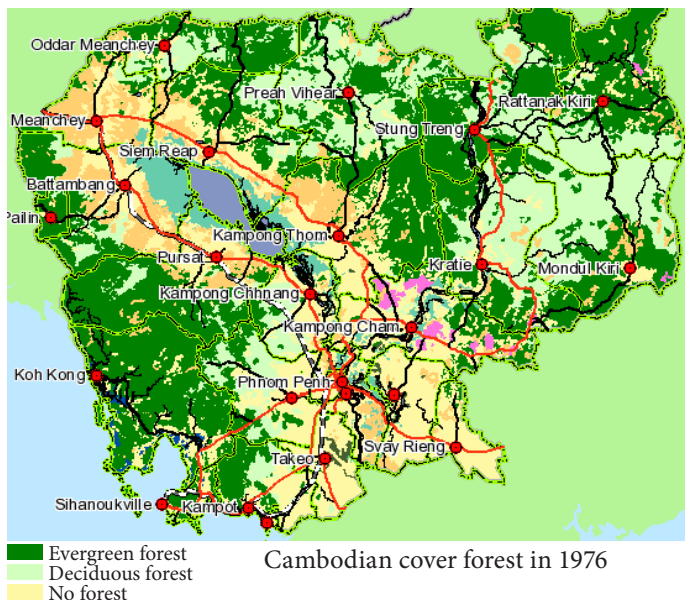 Oddar Meanchey
Preah Vihear
Rattanak Kiri
Meanchey
Stung Treng
Siem Reap
Battambang
Pailin
Kampong Thom
Pursat
Kratie
Mondul Kiri
Kampong Chhnang
Kampong Cham
Koh Kong
Phnom Penh
Svay Rieng
Takeo
Sihanoukville
Kampot
Evergreen forest
Cambodian cover forest in 1976
Deciduous forest
No forest